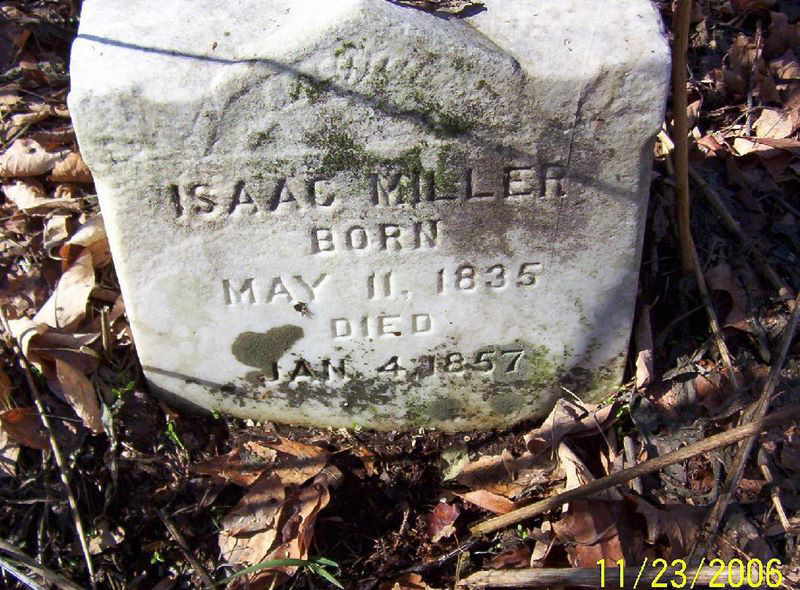 ISAAC MILLER
BORN
MAY 11, 1835
DIED
JAN. 4, 1857
11/23/2006